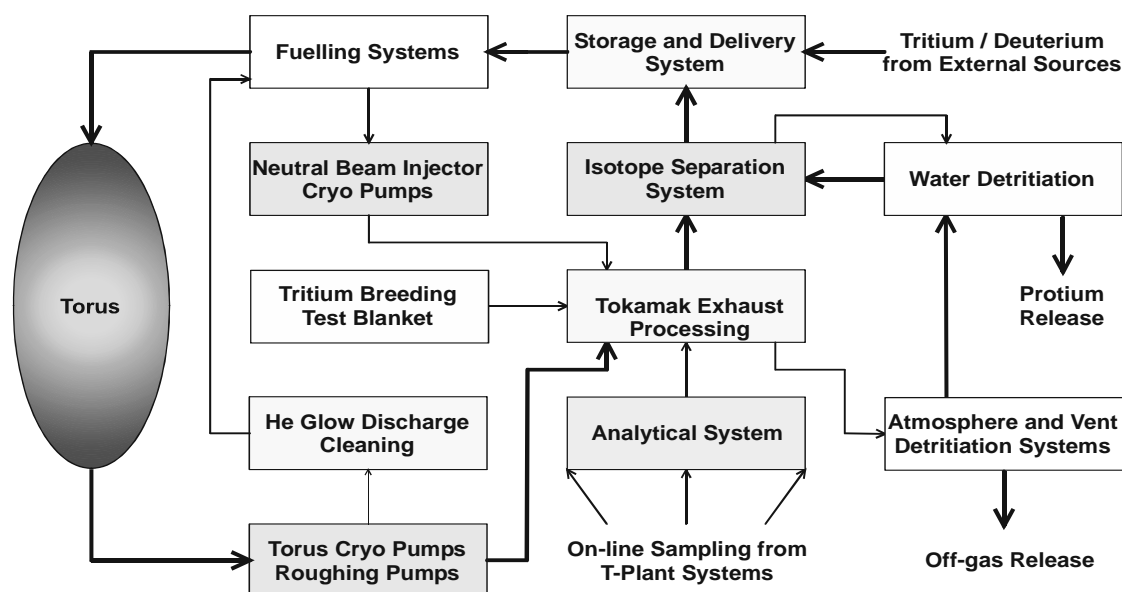 Fuelling Systems
Storage and Delivery
System
Tritium / Deuterium
from External Sources
Neutral Beam Injector
Cryo Pumps
Isotope Separation
System
Water Detritiation
Torus
Tritium Breeding
Test Blanket
Tokamak Exhaust
Processing
Protium
Release
He Glow Discharge
Cleaning
Analytical System
Atmosphere and Vent
Detritiation Systems
Torus Cryo Pumps
Roughing Pumps
On-line Sampling from
T-Plant Systems
Off-gas Release